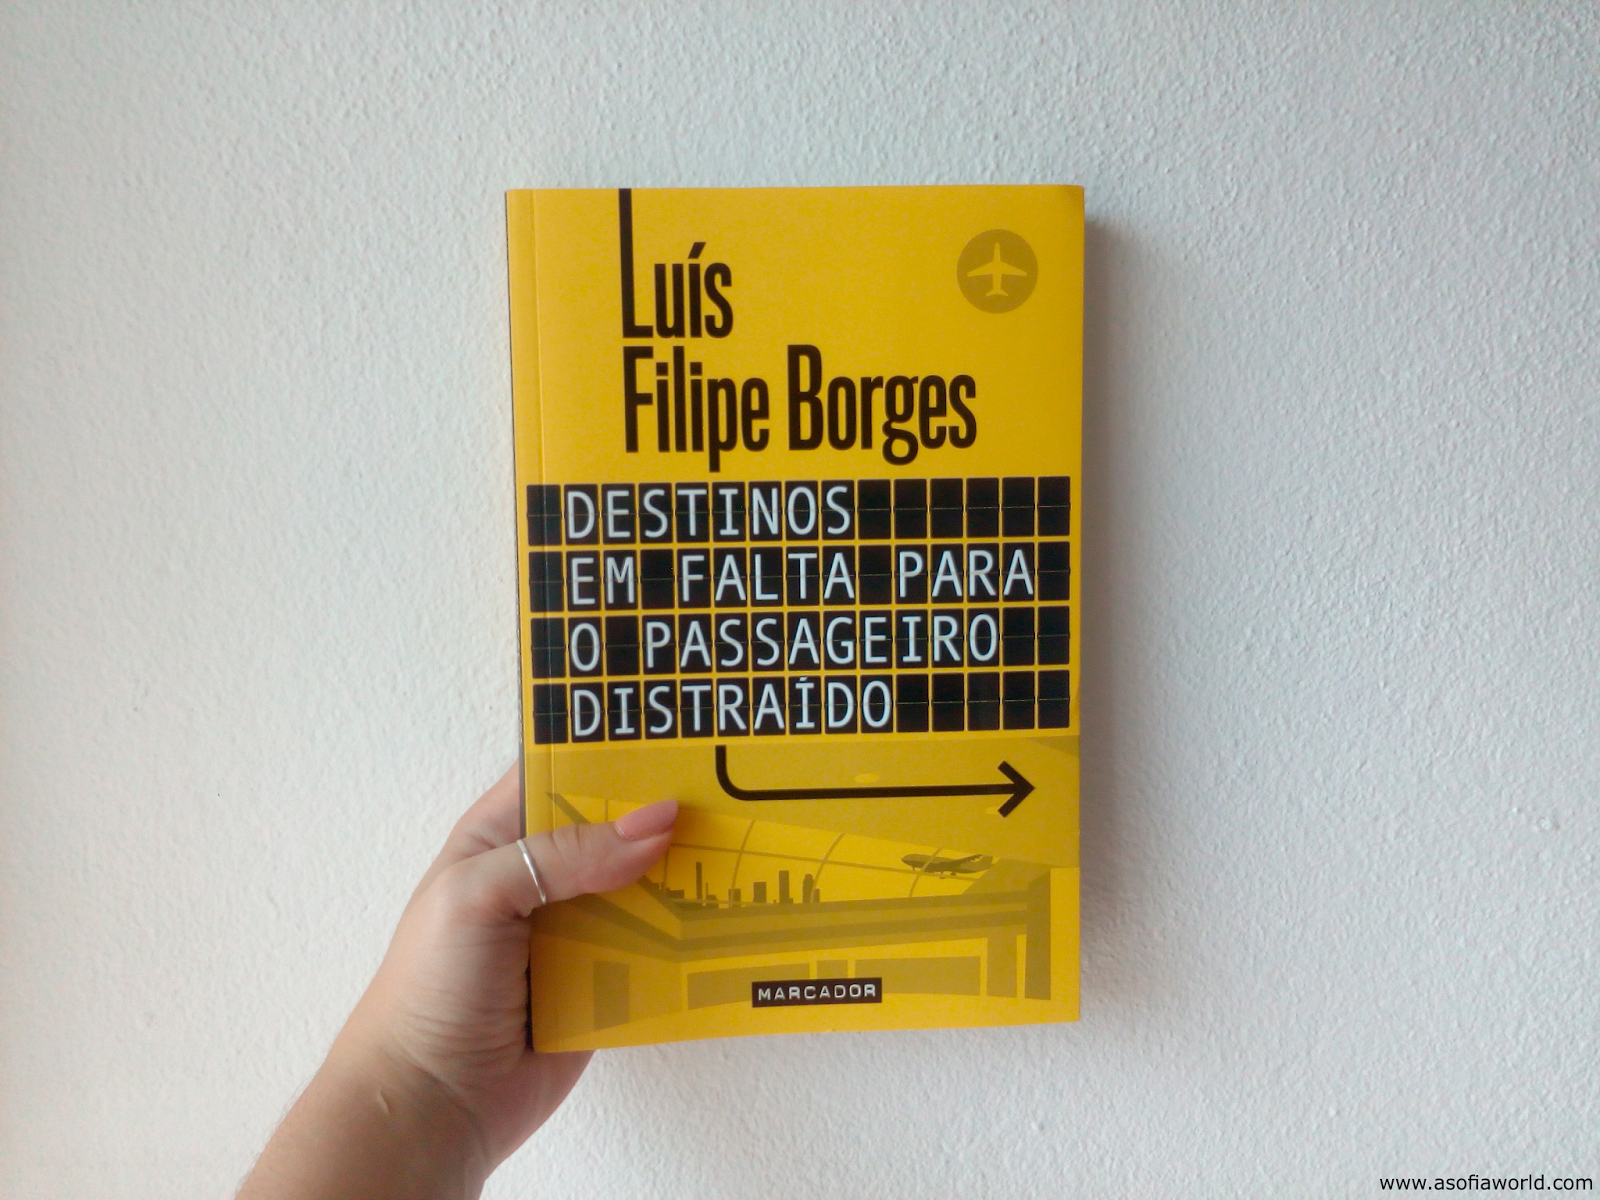 Luís
Filipe Borges
DESTINOS
EM FALTA PARA
O PASSAGEIRO
DISTRAÍDO
MARCADOR
www.asofiaworld.com